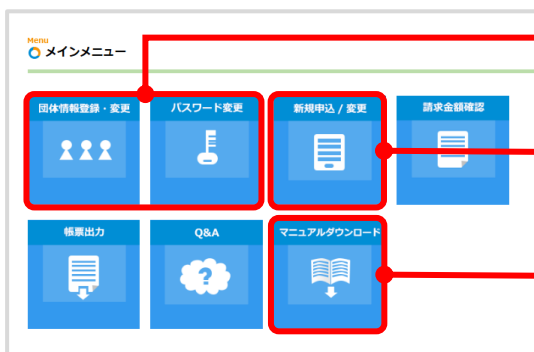 Menu
メインメニュー
団体情報登録・変更
パスワード変更
新規申込 / 変更
請求金額確認
帳票出力
Q&A
マニュアルダウンロード
?